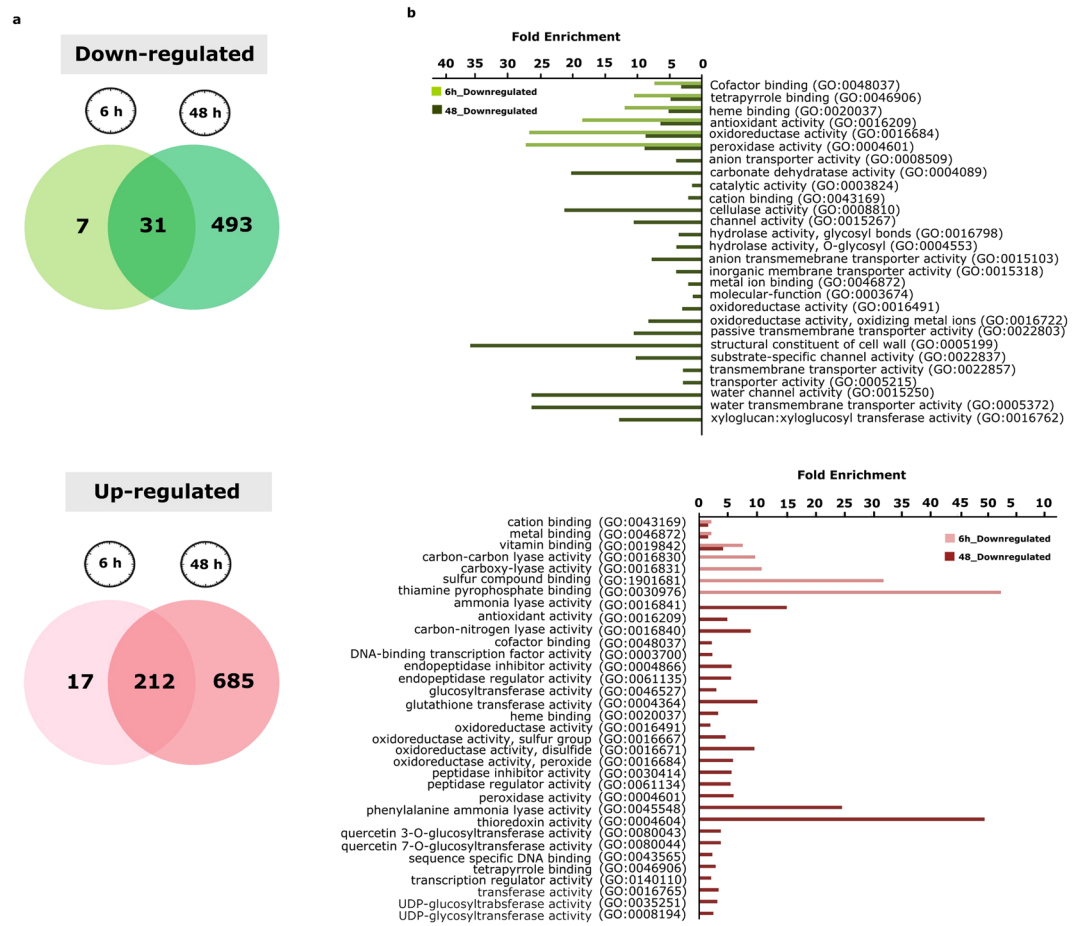 a
Down-regulated
6 h
48 h
7
31
493
Up-regulated
6 h
48 h
17
212
685
b
Fold Enrichment
40 35 30 25 20 15 10 5 0
6h_Downregulated
48_Downregulated
Cofactor binding (GO:0048037)
tetrapyrrole binding (GO:0046906)
heme binding (GO:0020037)
antioxidant activity (GO:0016209)
oxidoreductase activity (GO:0016684)
peroxidase activity (GO:0004601)
anion transporter activity (GO:0008509)
carbonate dehydratase activity (GO:0004089)
catalytic activity (GO:0003824)
cation binding (GO:0043169)
cellulase activity (GO:0008810)
channel activity (GO:0015267)
hydrolase activity, glycosyl bonds (GO:0016798)
hydrolase activity, O-glycosyl (GO:0004553)
anion transmembrane transporter activity (GO:0015103)
inorganic membrane transporter activity (GO:0015318)
metal ion binding (GO:0046872)
molecular-function (GO:0003674)
oxidoreductase activity (GO:0016491)
oxidoreductase activity, oxidizing metal ions (GO:0016722)
passive transmembrane transporter activity (GO:0022803)
structural constituent of cell wall (GO:0005199)
substrate-specific channel activity (GO:0022837)
transmembrane transporter activity (GO:0022857)
transporter activity (GO:0005215)
water channel activity (GO:0015250)
water transmembrane transporter activity (GO:0005372)
xyloglucan:xyloglucosyl transferase activity (GO:0016762)
Fold Enrichment
0 5 10 15 20 25 30 35 40 45 50 5 10
6h_Downregulated
48_Downregulated
cation binding (GO:0043169)
metal binding (GO:0046872)
vitamin binding (GO:0019842)
carbon-carbon lyase activity (GO:0016830)
carboxy-lyase activity (GO:0016831)
sulfur compound binding (GO:1901681)
thiamine pyrophosphate binding (GO:0030976)
ammonia lyase activity (GO:0016841)
antioxidant activity (GO:0016209)
carbon-nitrogen lyase activity (GO:0016840)
cofactor binding (GO:0048037)
DNA-binding transcription factor activity (GO:0003700)
endopeptidase inhibitor activity (GO:0004866)
endopeptidase regulator activity (GO:0061135)
glucosyltransferase activity (GO:0046527)
glutathione transferase activity (GO:0004364)
heme binding (GO:0020037)
oxidoreductase activity (GO:0016491)
oxidoreductase activity, sulfur group (GO:0016667)
oxidoreductase activity, disulfide (GO:0016671)
oxidoreductase activity, peroxide (GO:0016684)
peptidase inhibitor activity (GO:0030414)
peptidase regulator activity (GO:0061134)
peroxidase activity (GO:0004601)
phenylalanine ammonia lyase activity (GO:0045548)
thioredoxin activity (GO:0004604)
quercetin 3-O-glucosyltransferase activity (GO:0080043)
quercetin 7-O-glucosyltransferase activity (GO:0080044)
sequence specific DNA binding (GO:0043565)
tetrapyrrole binding (GO:0046906)
transcription regulator activity (GO:0140110)
transferase activity (GO:0016765)
UDP-glucosyltrabsferase activity (GO:0035251)
UDP-glycosyltransferase activity (GO:0008194)